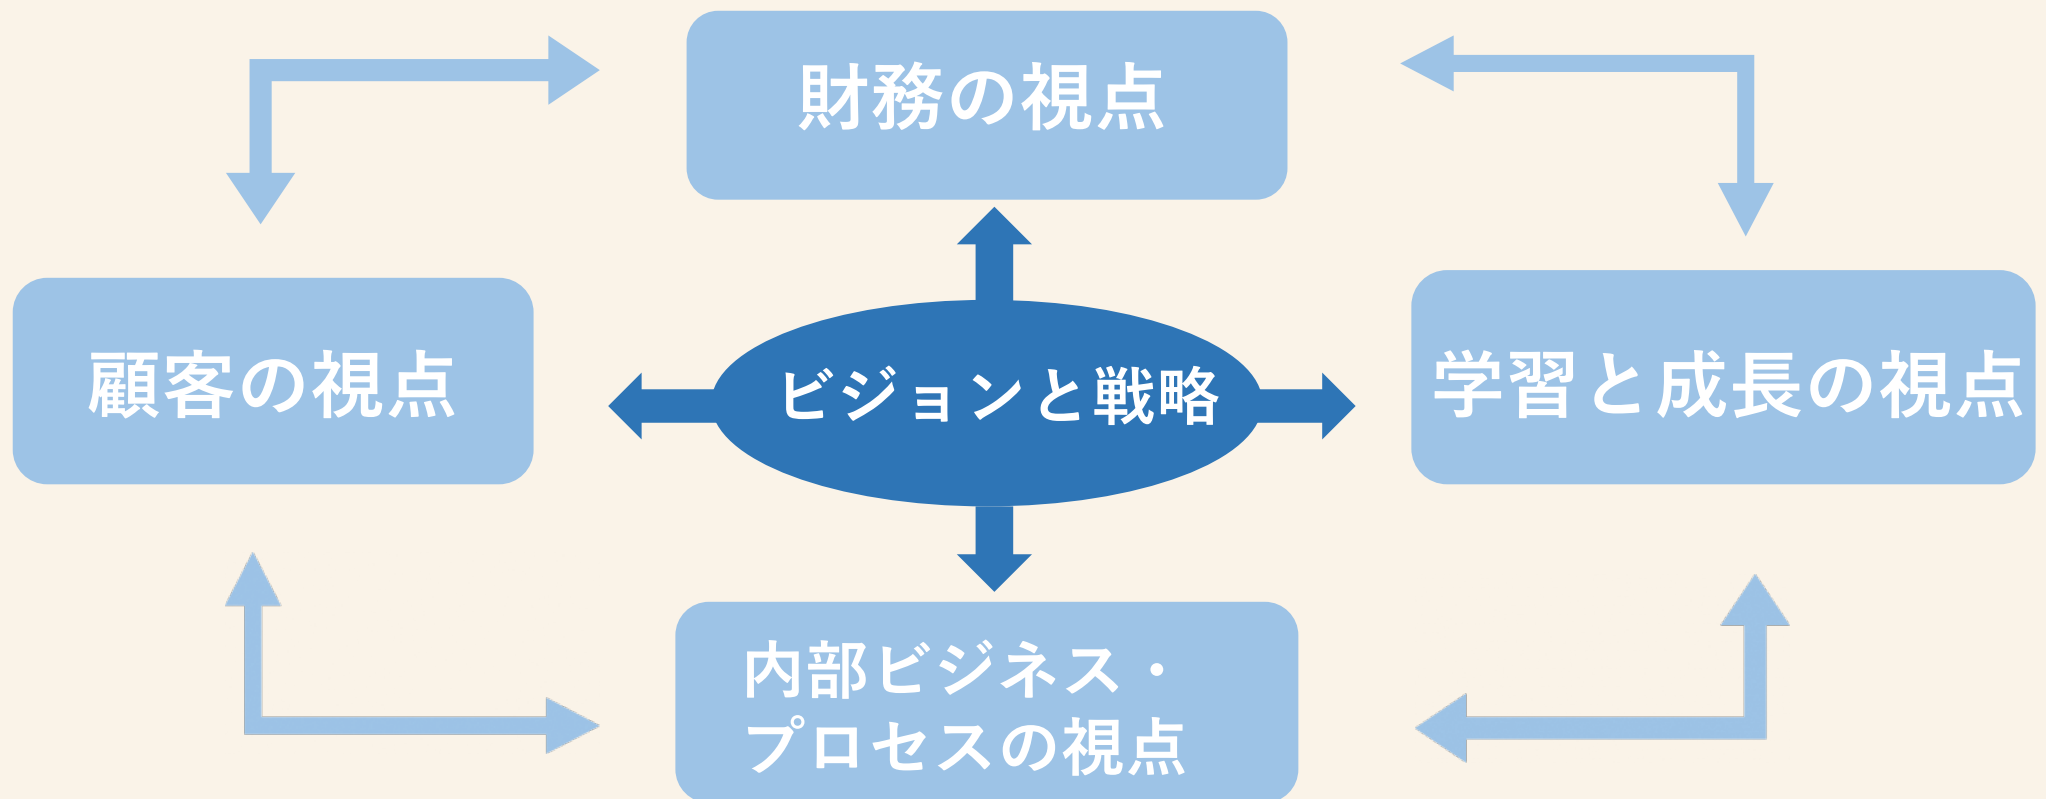 財務の視点
顧客の視点
ビジョンと戦略
学習と成長の視点
内部ビジネス・
プロセスの視点